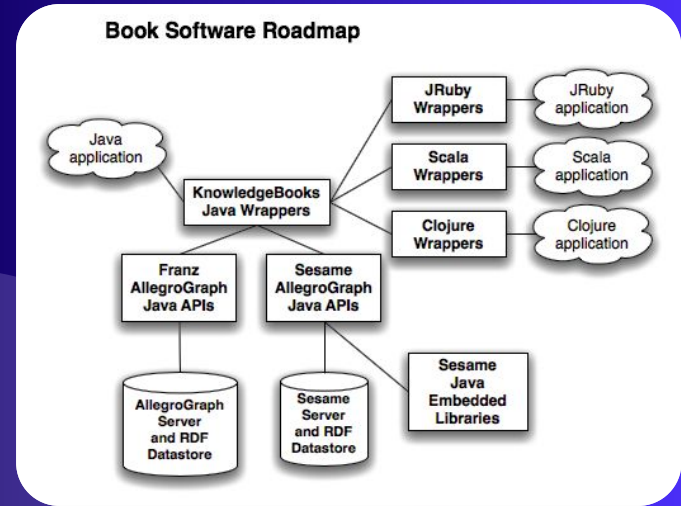 Book Software Roadmap
JRuby
Wrappers
JRuby
application
Java
application
Scala
Wrappers
Scala
application
KnowledgeBooks
Java Wrappers
Clojure
Wrappers
Clojure
application
Franz
AllegroGraph
Java APIs
Sesame
AllegroGraph
Java APIs
AllegroGraph
Server
and RDF
Datastore
Sesame
Server
and RDF
Datastore
Sesame
Java
Embedded
Libraries